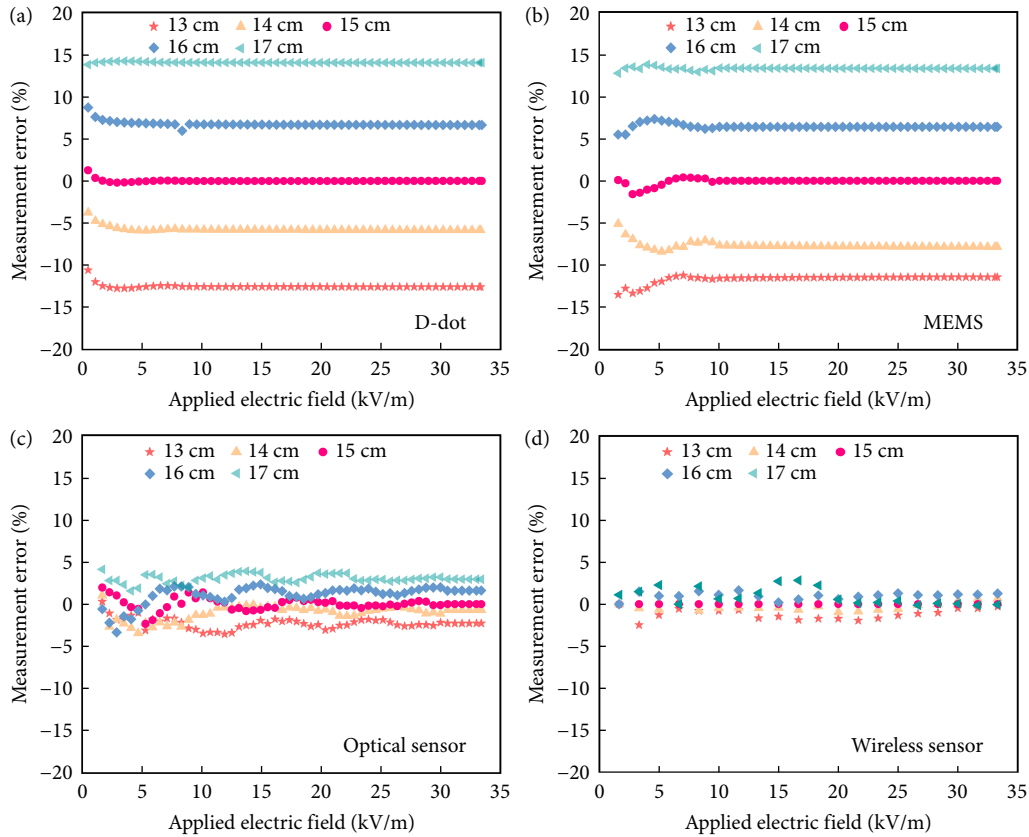 (a)
13 cm 14 cm 15 cm
16 cm 17 cm
Measurement error (%)
20
15
10
5
0
−5
−10
−15
−20
D-dot
0 5 10 15 20 25 30 35
Applied electric field (kV/m)
(b)
13 cm 14 cm 15 cm
16 cm 17 cm
Measurement error (%)
20
15
10
5
0
−5
−10
−15
−20
MEMS
0 5 10 15 20 25 30 35
Applied electric field (kV/m)
(c)
13 cm 14 cm 15 cm
16 cm 17 cm
Measurement error (%)
20
15
10
5
0
−5
−10
−15
−20
Optical sensor
0 5 10 15 20 25 30 35
Applied electric field (kV/m)
(d)
13 cm 14 cm 15 cm
16 cm 17 cm
Measurement error (%)
20
15
10
5
0
−5
−10
−15
−20
Wireless sensor
0 5 10 15 20 25 30 35
Applied electric field (kV/m)